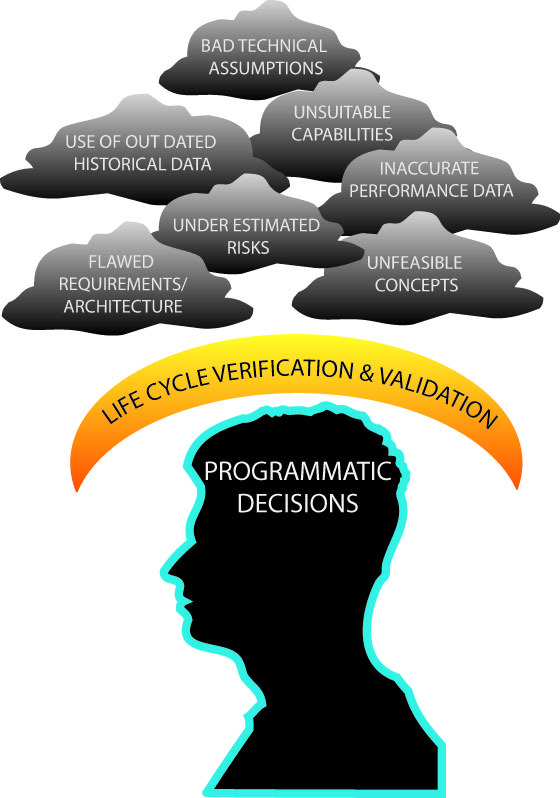 BAD TECHNICAL
ASSUMPTIONS
UNSUITABLE
CAPABILITIES
USE OF OUT DATED
HISTORICAL DATA
INACCURATE
PERFORMANCE DATA
UNDER ESTIMATED
RISKS
FLAWED
REQUIREMENTS/
ARCHITECTURE
UNFEASIBLE
CONCEPTS
LIFE CYCLE VERIFICATION & VALIDATION
PROGRAMMATIC
DECISIONS